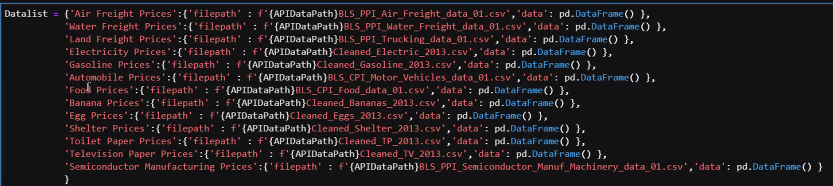 Datalist = {'Air Freight Prices':{'filepath' : f'{APIDataPath}BLS_PPI_Air_Freight_data_01.csv','data': pd.DataFrame() },
'Water Freight Prices':{'filepath' : f'{APIDataPath}BLS_PPI_Water_Freight_data_01.csv','data': pd.DataFrame() },
'Land Freight Prices':{'filepath' : f'{APIDataPath}BLS_PPI_Trucking_data_01.csv','data': pd.DataFrame() },
'Electricity Prices':{'filepath' : f'{APIDataPath}Cleaned_Electric_2013.csv','data': pd.DataFrame() },
'Gasoline Prices':{'filepath' : f'{APIDataPath}Cleaned_Gasoline_2013.csv','data': pd.DataFrame() },
'Automobile Prices':{'filepath' : f'{APIDataPath}BLS_CPI_Motor_Vehicles_data_01.csv','data': pd.DataFrame() },
'Food Prices':{'filepath' : f'{APIDataPath}BLS_CPI_Food_data_01.csv','data': pd.DataFrame() },
'Banana Prices':{'filepath' : f'{APIDataPath}Cleaned_Bananas_2013.csv','data': pd.DataFrame() },
'Egg Prices':{'filepath' : f'{APIDataPath}Cleaned_Eggs_2013.csv','data': pd.DataFrame() },
'Shelter Prices':{'filepath' : f'{APIDataPath}Cleaned_Shelter_2013.csv','data': pd.DataFrame() },
'Toilet Paper Prices':{'filepath' : f'{APIDataPath}Cleaned_TP_2013.csv','data': pd.DataFrame() },
'Television Paper Prices':{'filepath' : f'{APIDataPath}Cleaned_TV_2013.csv','data': pd.DataFrame() },
'Semiconductor Manufacturing Prices':{'filepath' : f'{APIDataPath}BLS_PPI_Semiconductor_Manuf_Machinery_data_01.csv','data': pd.DataFrame() }
}